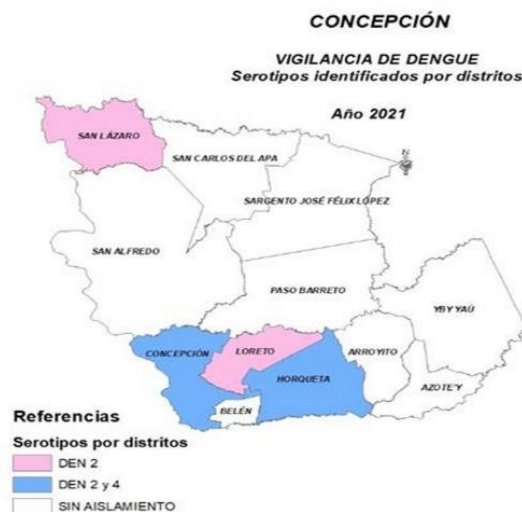 CONCEPCIÓN
VIGILANCIA DE DENGUE
Serotipos identificados por distritos
Año 2021
N
SAN LÁZARO
SAN CARLOS DEL APA
SARGENTO JOSÉ FÉLIX LÓPEZ
SAN ALFREDO
PASO BARRETO
YBY YAÚ
CONCEPCIÓN
LORETO
ARROYITO
HORQUETA
AZOTE'Y
BELÉN
Referencias
Serotipos por distritos
DEN 2
DEN 2 y 4
SIN AISLAMIENTO